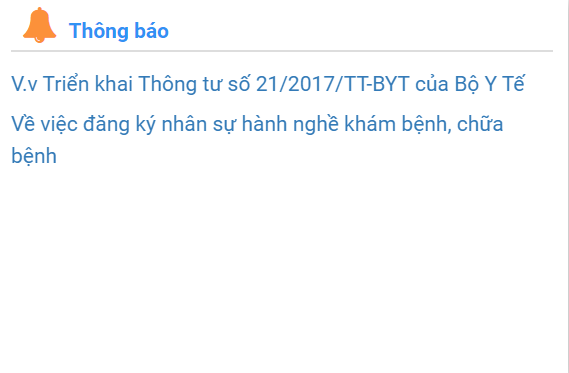 Thông báo
V.v Triển khai Thông tư số 21/2017/TT-BYT của Bộ Y Tế
Về việc đăng ký nhân sự hành nghề khám bệnh, chữa
bệnh